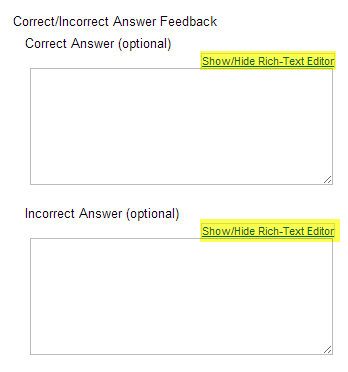 Correct/Incorrect Answer Feedback
Correct Answer (optional)
Show/Hide Rich-Text Editor
Incorrect Answer (optional)
Show/Hide Rich-Text Editor